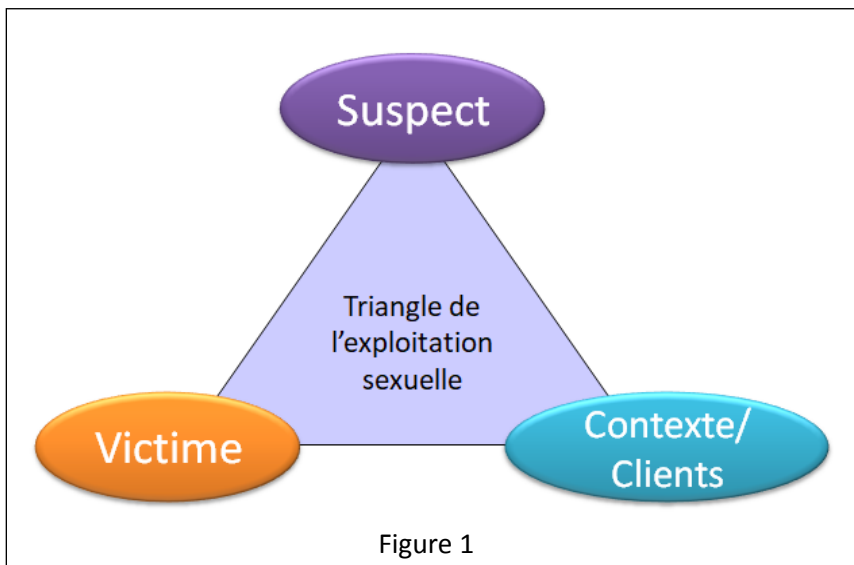 Suspect
Triangle de
l'exploitation
sexuelle
Victime
Contexte/
Clients
Figure 1